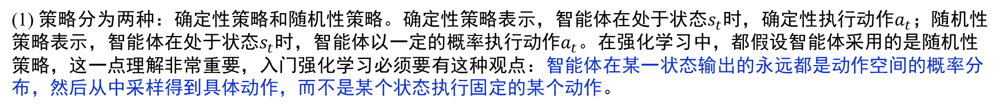 (1) 策略分为两种：确定性策略和随机性策略。确定性策略表示，智能体在处于状态$s_t$时，确定性执行动作$a_t$；随机性
策略表示，智能体在处于状态$s_t$时，智能体以一定的概率执行动作$a_t$。在强化学习中，都假设智能体采用的是随机性
策略，这一点理解非常重要，入门强化学习必须要有这种观点：智能体在某一状态输出的永远都是动作空间的概率分
布，然后从中采样得到具体动作，而不是某个状态执行固定的某个动作。